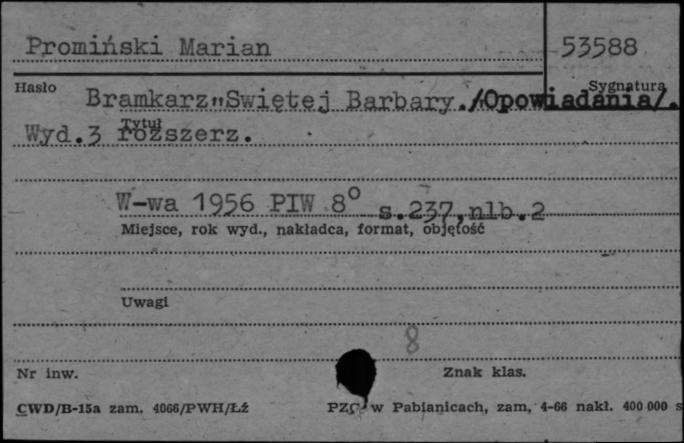 Promiński Marian 53588
Hasło Sygnatura
Bramkarz "Świętej Barbary./Opowiadania/.
Tytuł
Wyd.3 rozszerz.
W-wa 1956 PIW 8° s.237,nlb.2
Miejsce, rok wyd., nakładca, format, objętość
Uwagi
8
Nr inw. Znak klas.
CWD/B-15a zam. 4066/PWH/Łź PZG w Pabianicach, zam, 4-66 nakł. 400 000 s